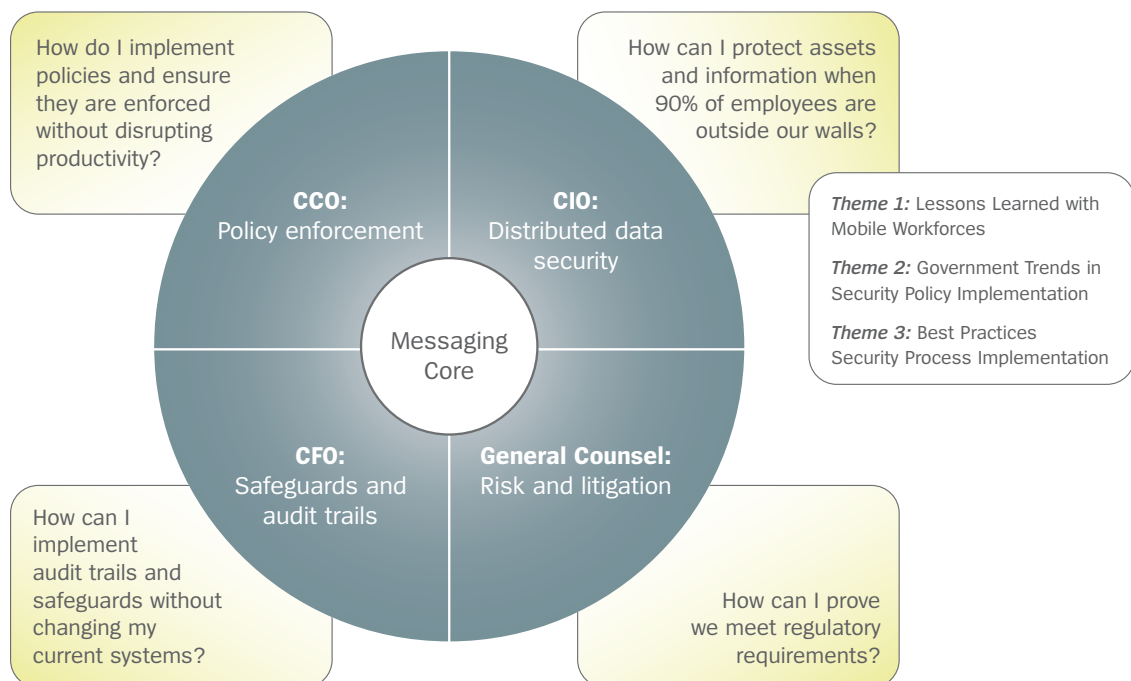 How do I implement
policies and ensure
they are enforced
without disrupting
productivity?
How can I protect assets
and information when
90% of employees are
outside our walls?
CCO:
Policy enforcement
CIO:
Distributed data
security
Theme 1: Lessons Learned with
Mobile Workforces
Theme 2: Government Trends in
Security Policy Implementation
Theme 3: Best Practices
Security Process Implementation
Messaging
Core
CFO:
Safeguards and
audit trails
General Counsel:
Risk and litigation
How can I
implement
audit trails and
safeguards without
changing my
current systems?
How can I prove
we meet regulatory
requirements?